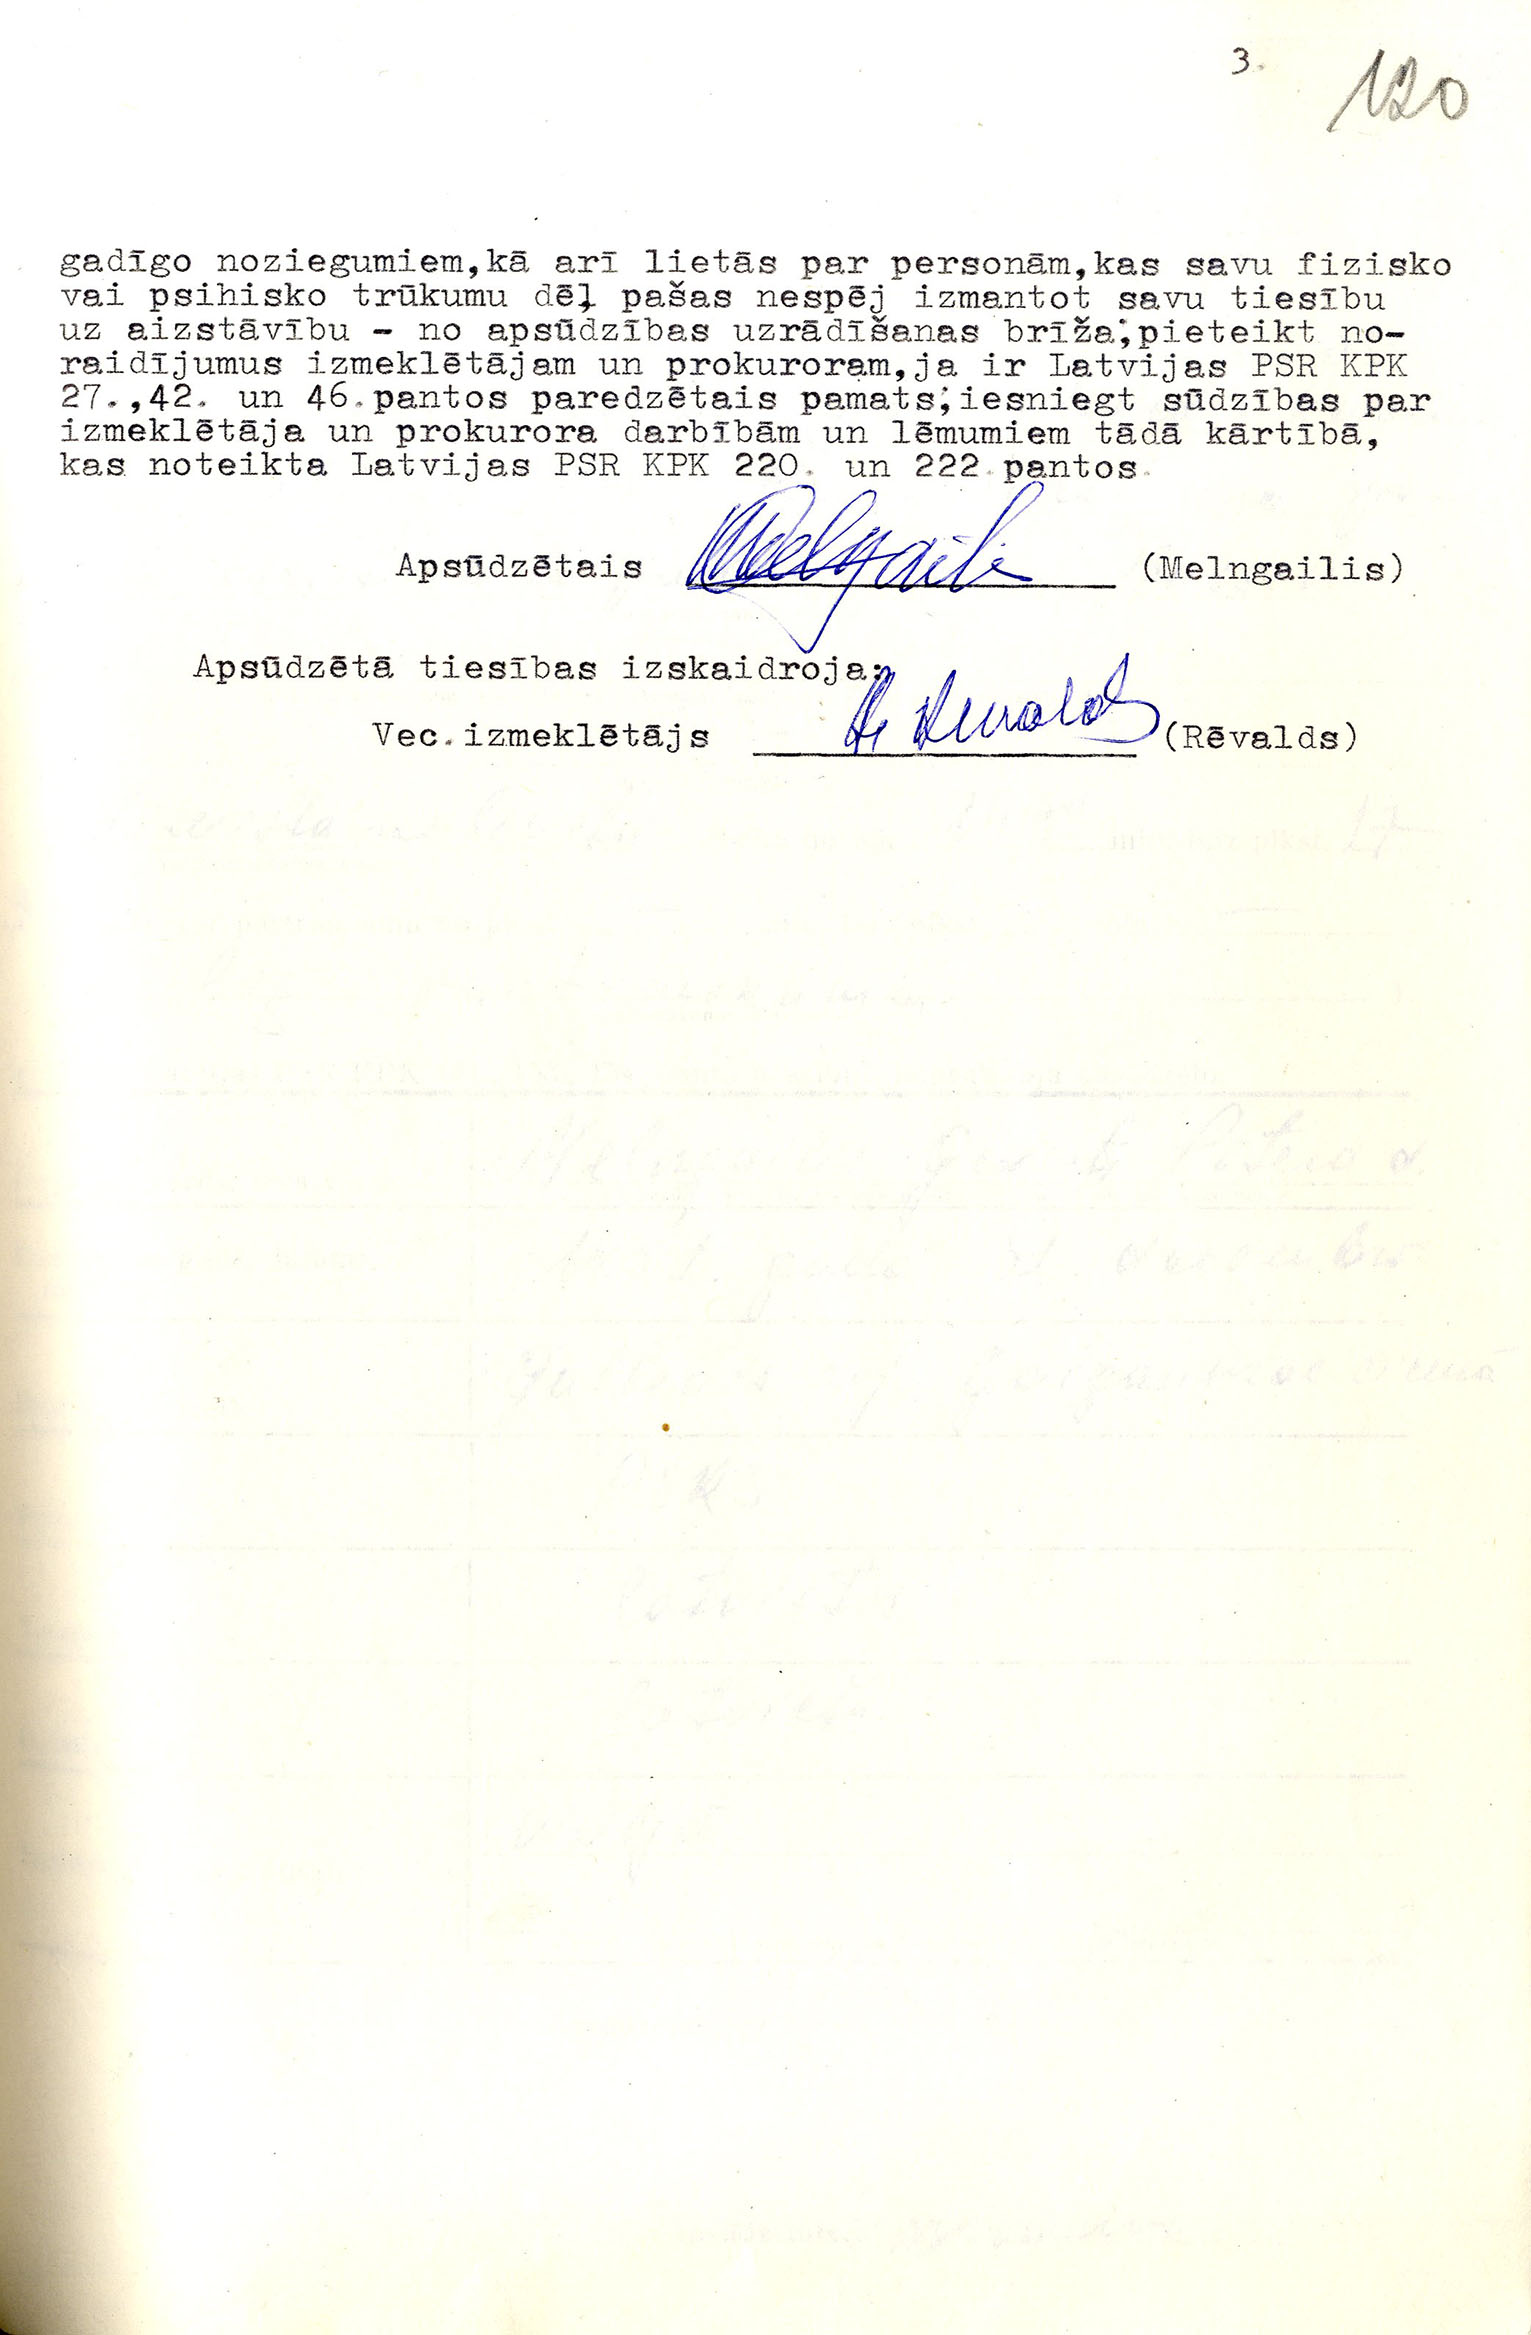 3.
120
gadīgo noziegumiem,kā arī lietās par personām,kas savu fizisko
vai psihisko trūkumu dēļ pašas nespēj izmantot savu tiesību
uz aizstāvību – no apsūdzības uzrādīšanas brīža;pieteikt no-
raidījumus izmeklētājam un prokuroram,ja ir Latvijas PSR KPK
27.,42. un 46.pantos paredzētais pamats;iesniegt sūdzības par
izmeklētāja un prokurora darbībām un lēmumiem tādā kārtībā,
kas noteikta Latvijas PSR KPK 220. un 222.pantos.
Apsūdzētais (Melngailis)
Apsūdzētā tiesības izskaidroja:
Vec.izmeklētājs (Rēvalds)